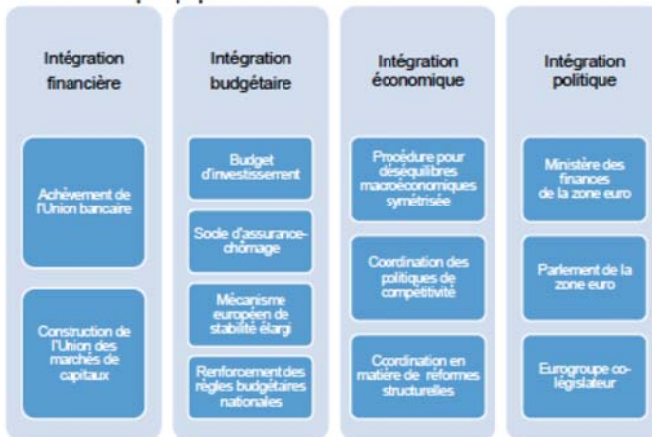 Intégration
financière
Achèvement de
l'Union bancaire
Construction de
l'Union des
marchés de
capitaux
Intégration
budgétaire
Budget
d'investissement
Socle d'assurance-
chômage
Mécanisme
européen de
stabilité élargi
Renforcement des
règles budgétaires
nationales
Intégration
économique
Procédure pour
déséquilibres
macroéconomiques
symétrisée
Coordination des
politiques de
compétitivité
Coordination en
matière de réformes
structurelles
Intégration
politique
Ministère des
finances
de la zone euro
Parlement de la
zone euro
Eurogroupe co-
législateur